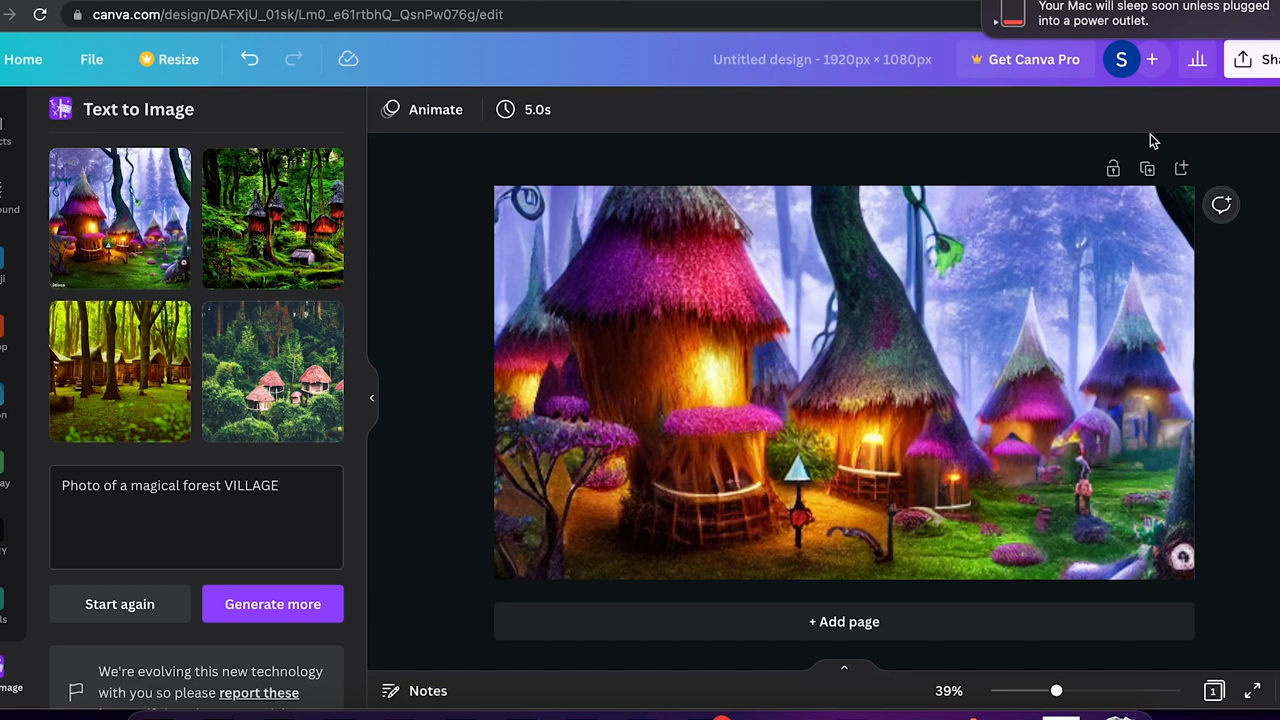 canva.com/design/DAFXjU_01sk/Lm0_e61rtbhQ_QsnPw076g/edit
Your Mac will sleep soon unless plugged
into a power outlet.
Home
File
Resize
Untitled design - 1920px × 1080px
Get Canva Pro
S
+
Text to Image
Animate
5.0s
Photo of a magical forest VILLAGE
Start again
Generate more
+ Add page
We're evolving this new technology
with you so please report these
Notes
39%
1